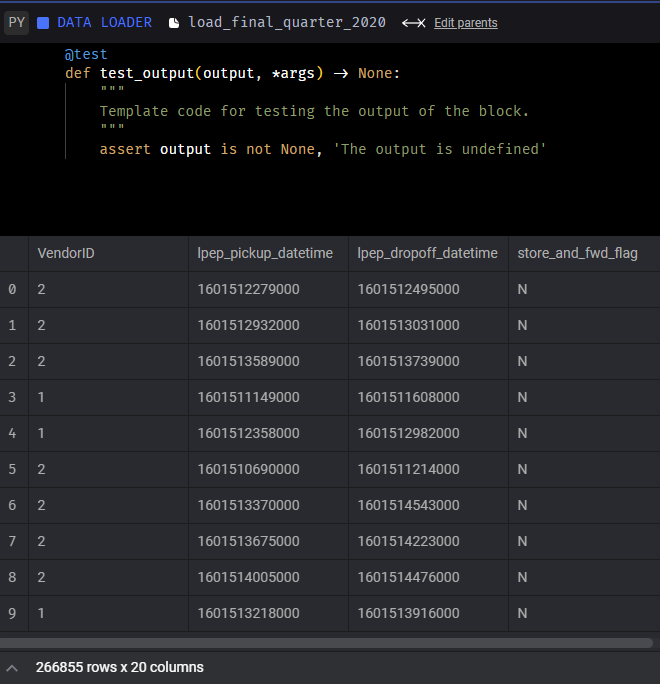 PY DATA LOADER load_final_quarter_2020 Edit parents
@test
def test_output(output, *args) -> None:
"""
Template code for testing the output of the block.
"""
assert output is not None, 'The output is undefined'
VendorID lpep_pickup_datetime lpep_dropoff_datetime store_and_fwd_flag
0 2 1601512279000 1601512495000 N
1 2 1601512932000 1601513031000 N
2 2 1601513589000 1601513739000 N
3 1 1601511149000 1601511608000 N
4 1 1601512358000 1601512982000 N
5 2 1601510690000 1601511214000 N
6 2 1601513370000 1601514543000 N
7 2 1601513675000 1601514223000 N
8 2 1601514005000 1601514476000 N
9 1 1601513218000 1601513916000 N
266855 rows x 20 columns